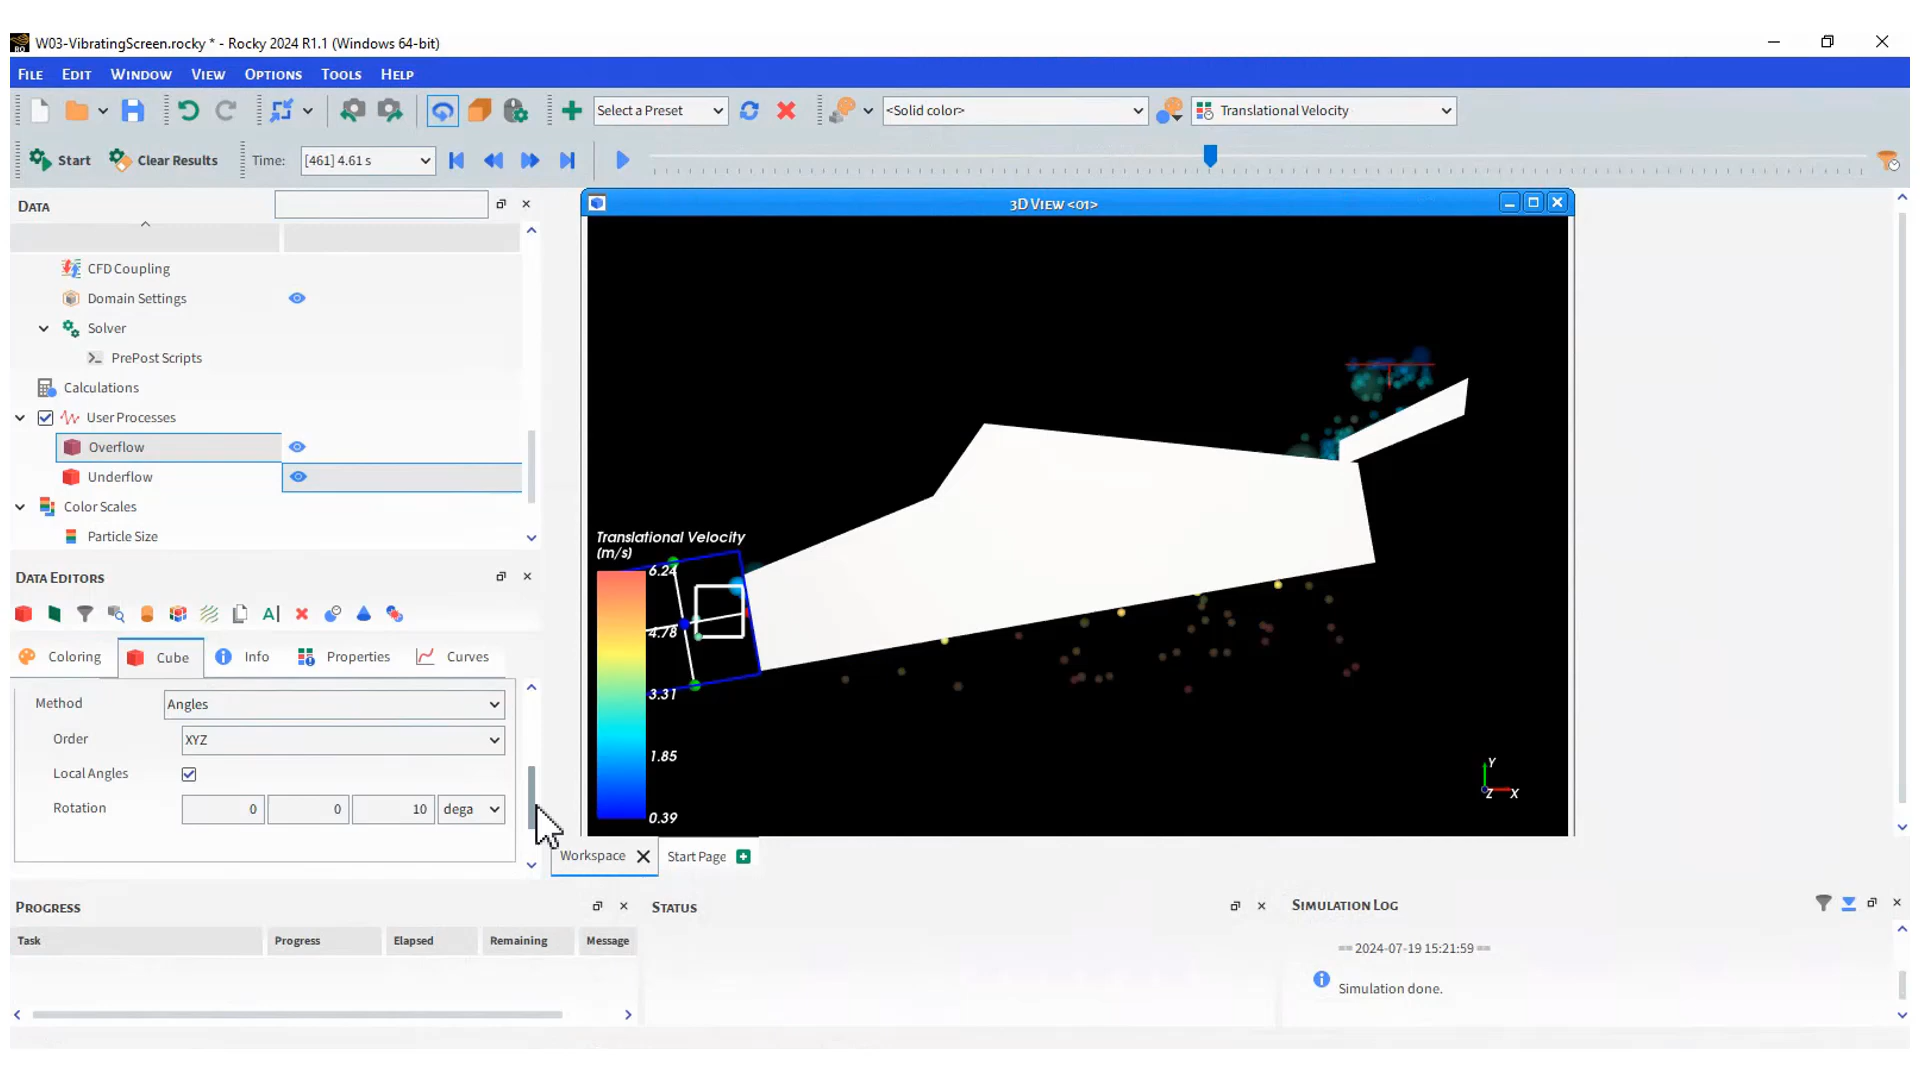 W03-VibratingScreen.rocky * - Rocky 2024 R1.1 (Windows 64-bit)
FILE EDIT WINDOW VIEW OPTIONS TOOLS HELP
Select a Preset <Solid color> Translational Velocity
Start Clear Results Time: [461] 4.61 s
DATA
3D VIEW <01>
CFD Coupling
Domain Settings
Solver
PrePost Scripts
Calculations
User Processes
Overflow
Underflow
Color Scales
Particle Size
Translational Velocity
(m/s)
6.24
4.78
3.31
1.85
0.39
Y
Z X
DATA EDITORS
Coloring Cube Info Properties Curves
Method Angles
Order XYZ
Local Angles
Rotation 0 0 10 dega
Workspace Start Page
PROGRESS
Task Progress Elapsed Remaining Message
STATUS
SIMULATION LOG
== 2024-07-19 15:21:59 ==
Simulation done.